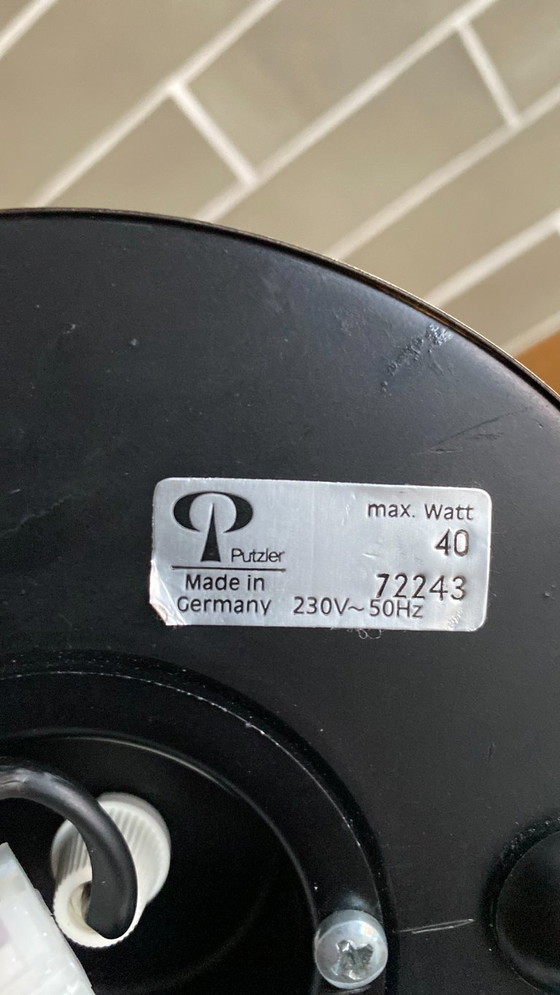 max. Watt
40
Putzler
Made in
Germany
72243
230V~50Hz